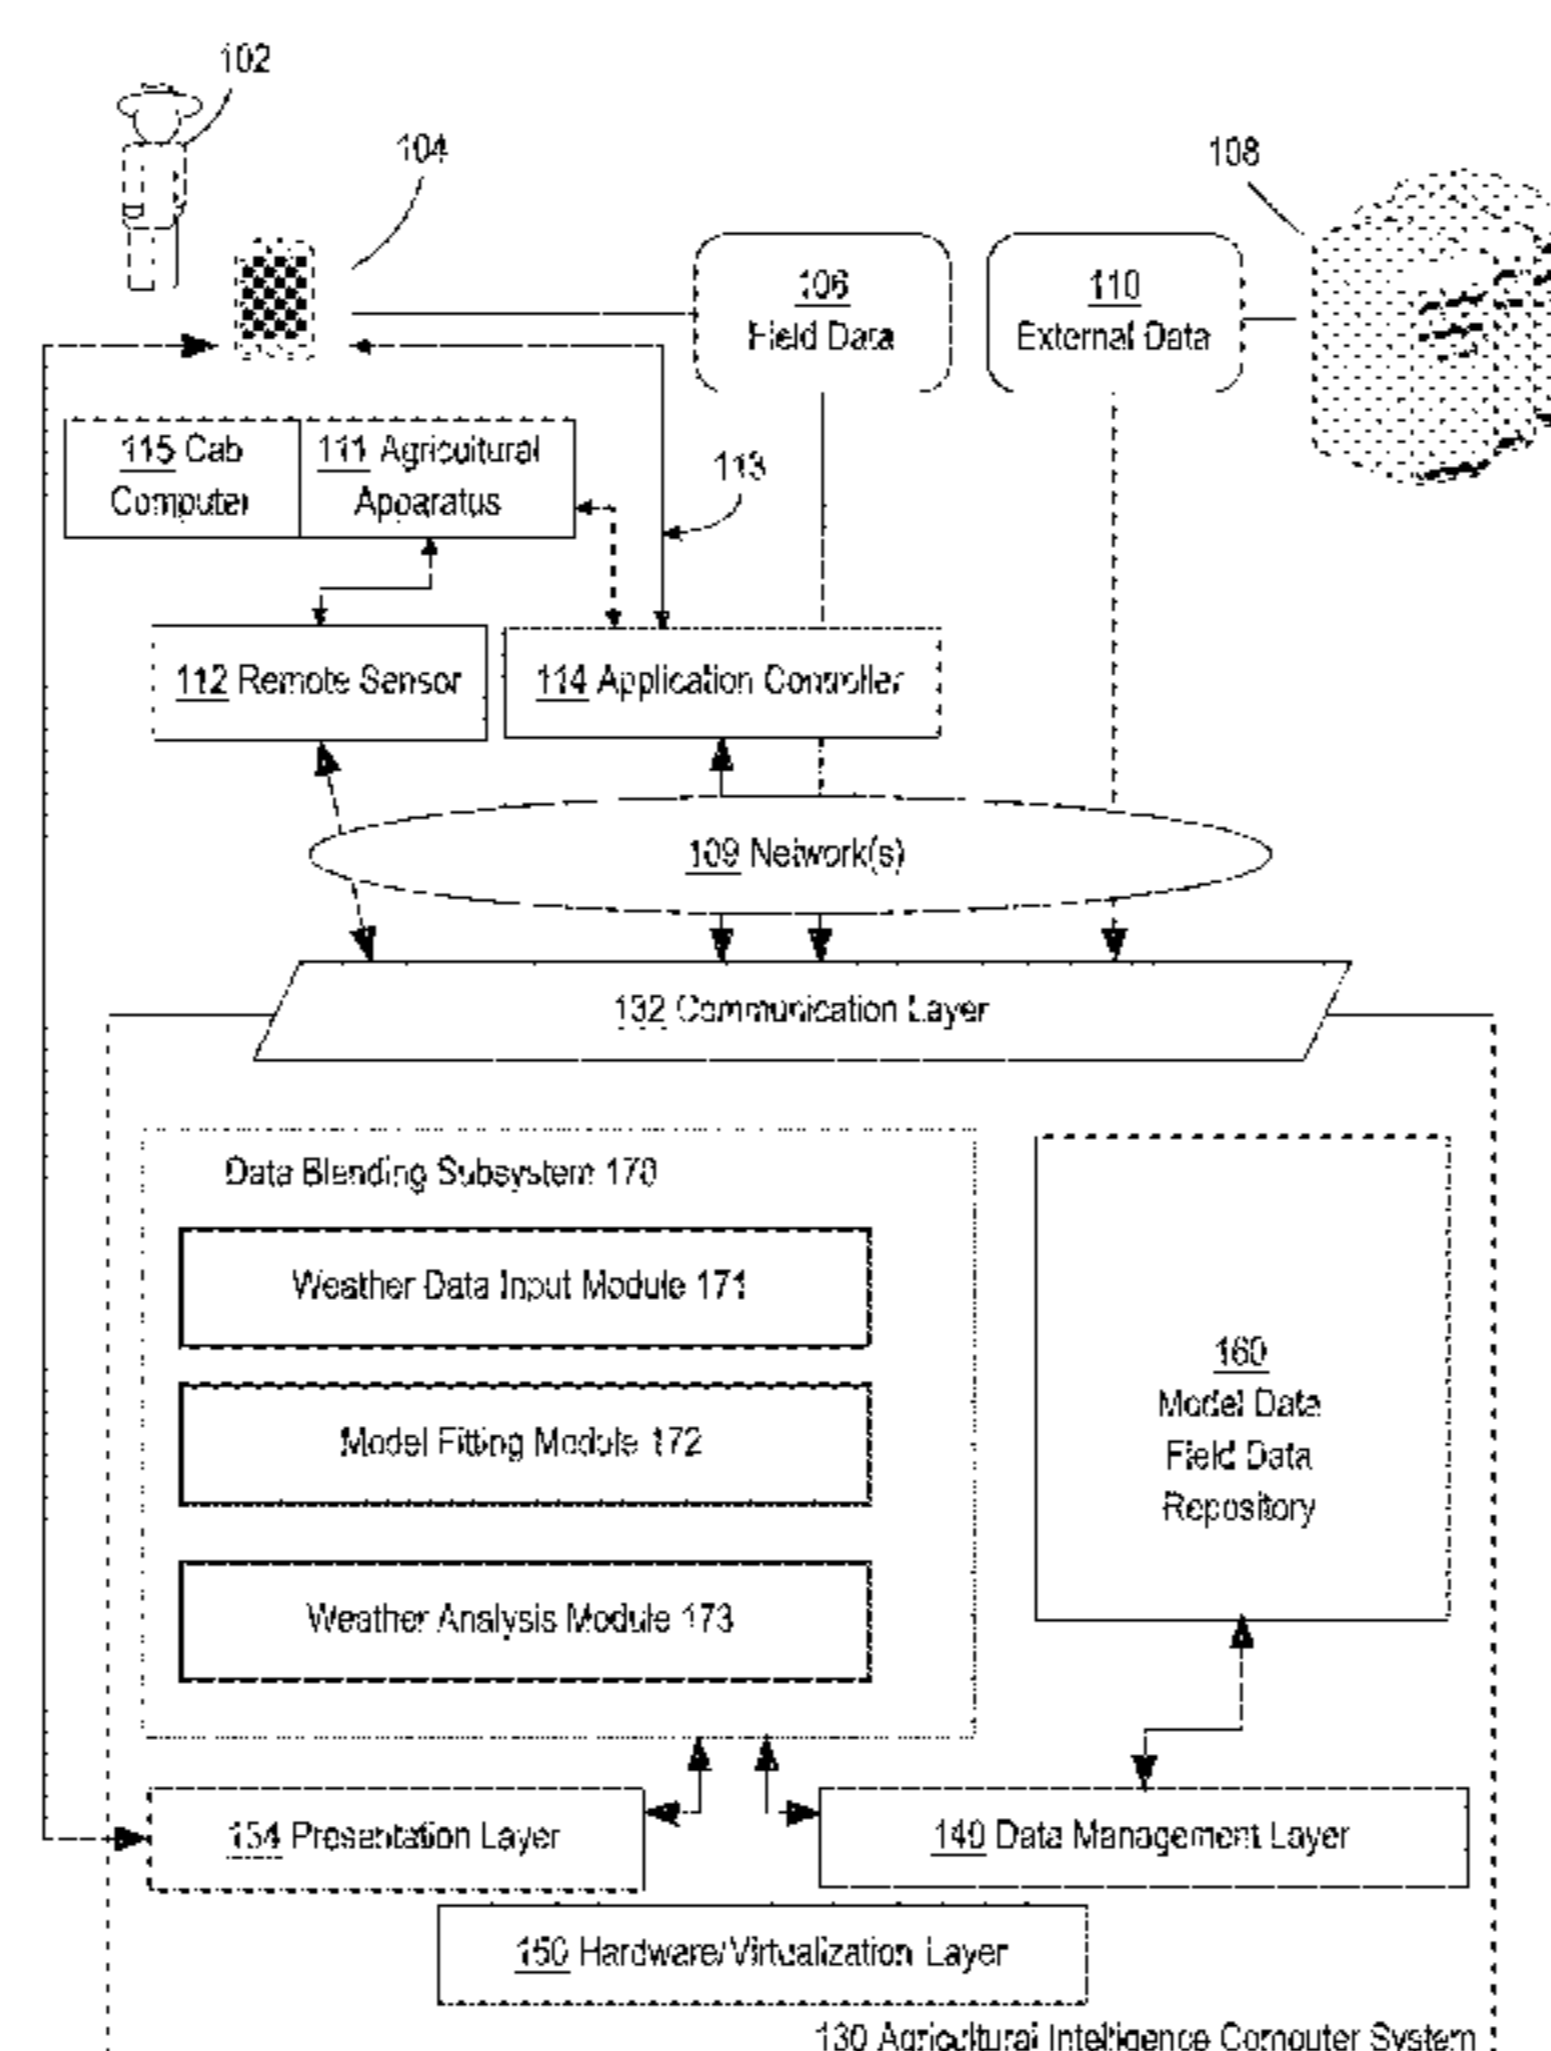 102
104
108
106
Field Data
110
External Data
115 Cab
Computer
111 Agricultural
Apparatus
113
112 Remote Sensor
114 Application Controller
109 Network(s)
132 Communication Layer
Data Blending Subsystem 170
Weather Data Input Module 171
Model Fitting Module 172
Weather Analysis Module 173
160
Model Data
Field Data
Repository
134 Presentation Layer
140 Data Management Layer
150 Hardware/Virtualization Layer
130 Agricultural Intelligence Computer System